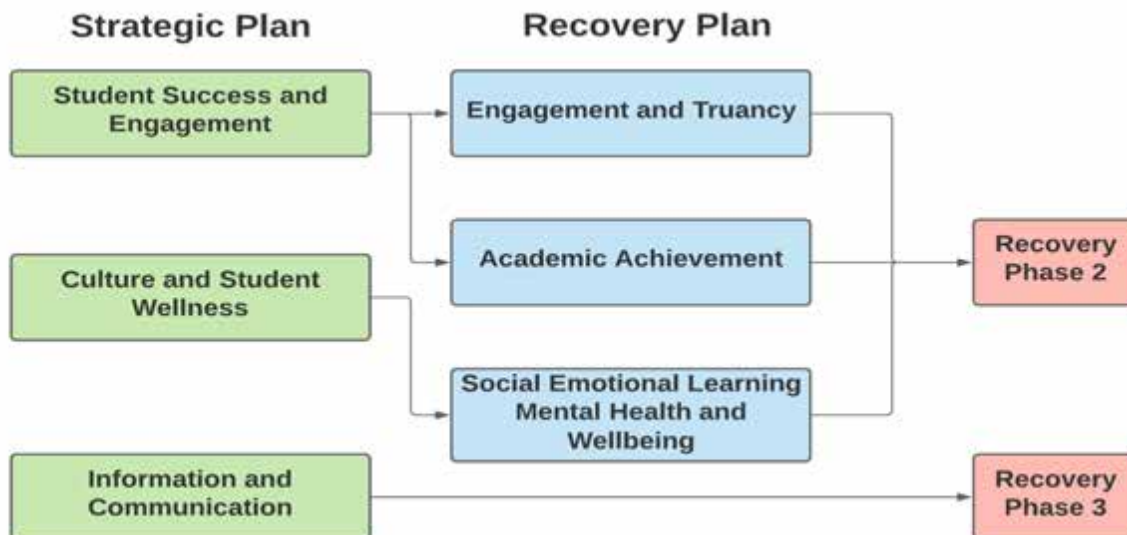 Strategic Plan
Recovery Plan
Student Success and
Engagement
Engagement and Truancy
Academic Achievement
Recovery
Phase 2
Culture and Student
Wellness
Social Emotional Learning
Mental Health and
Wellbeing
Information and
Communication
Recovery
Phase 3